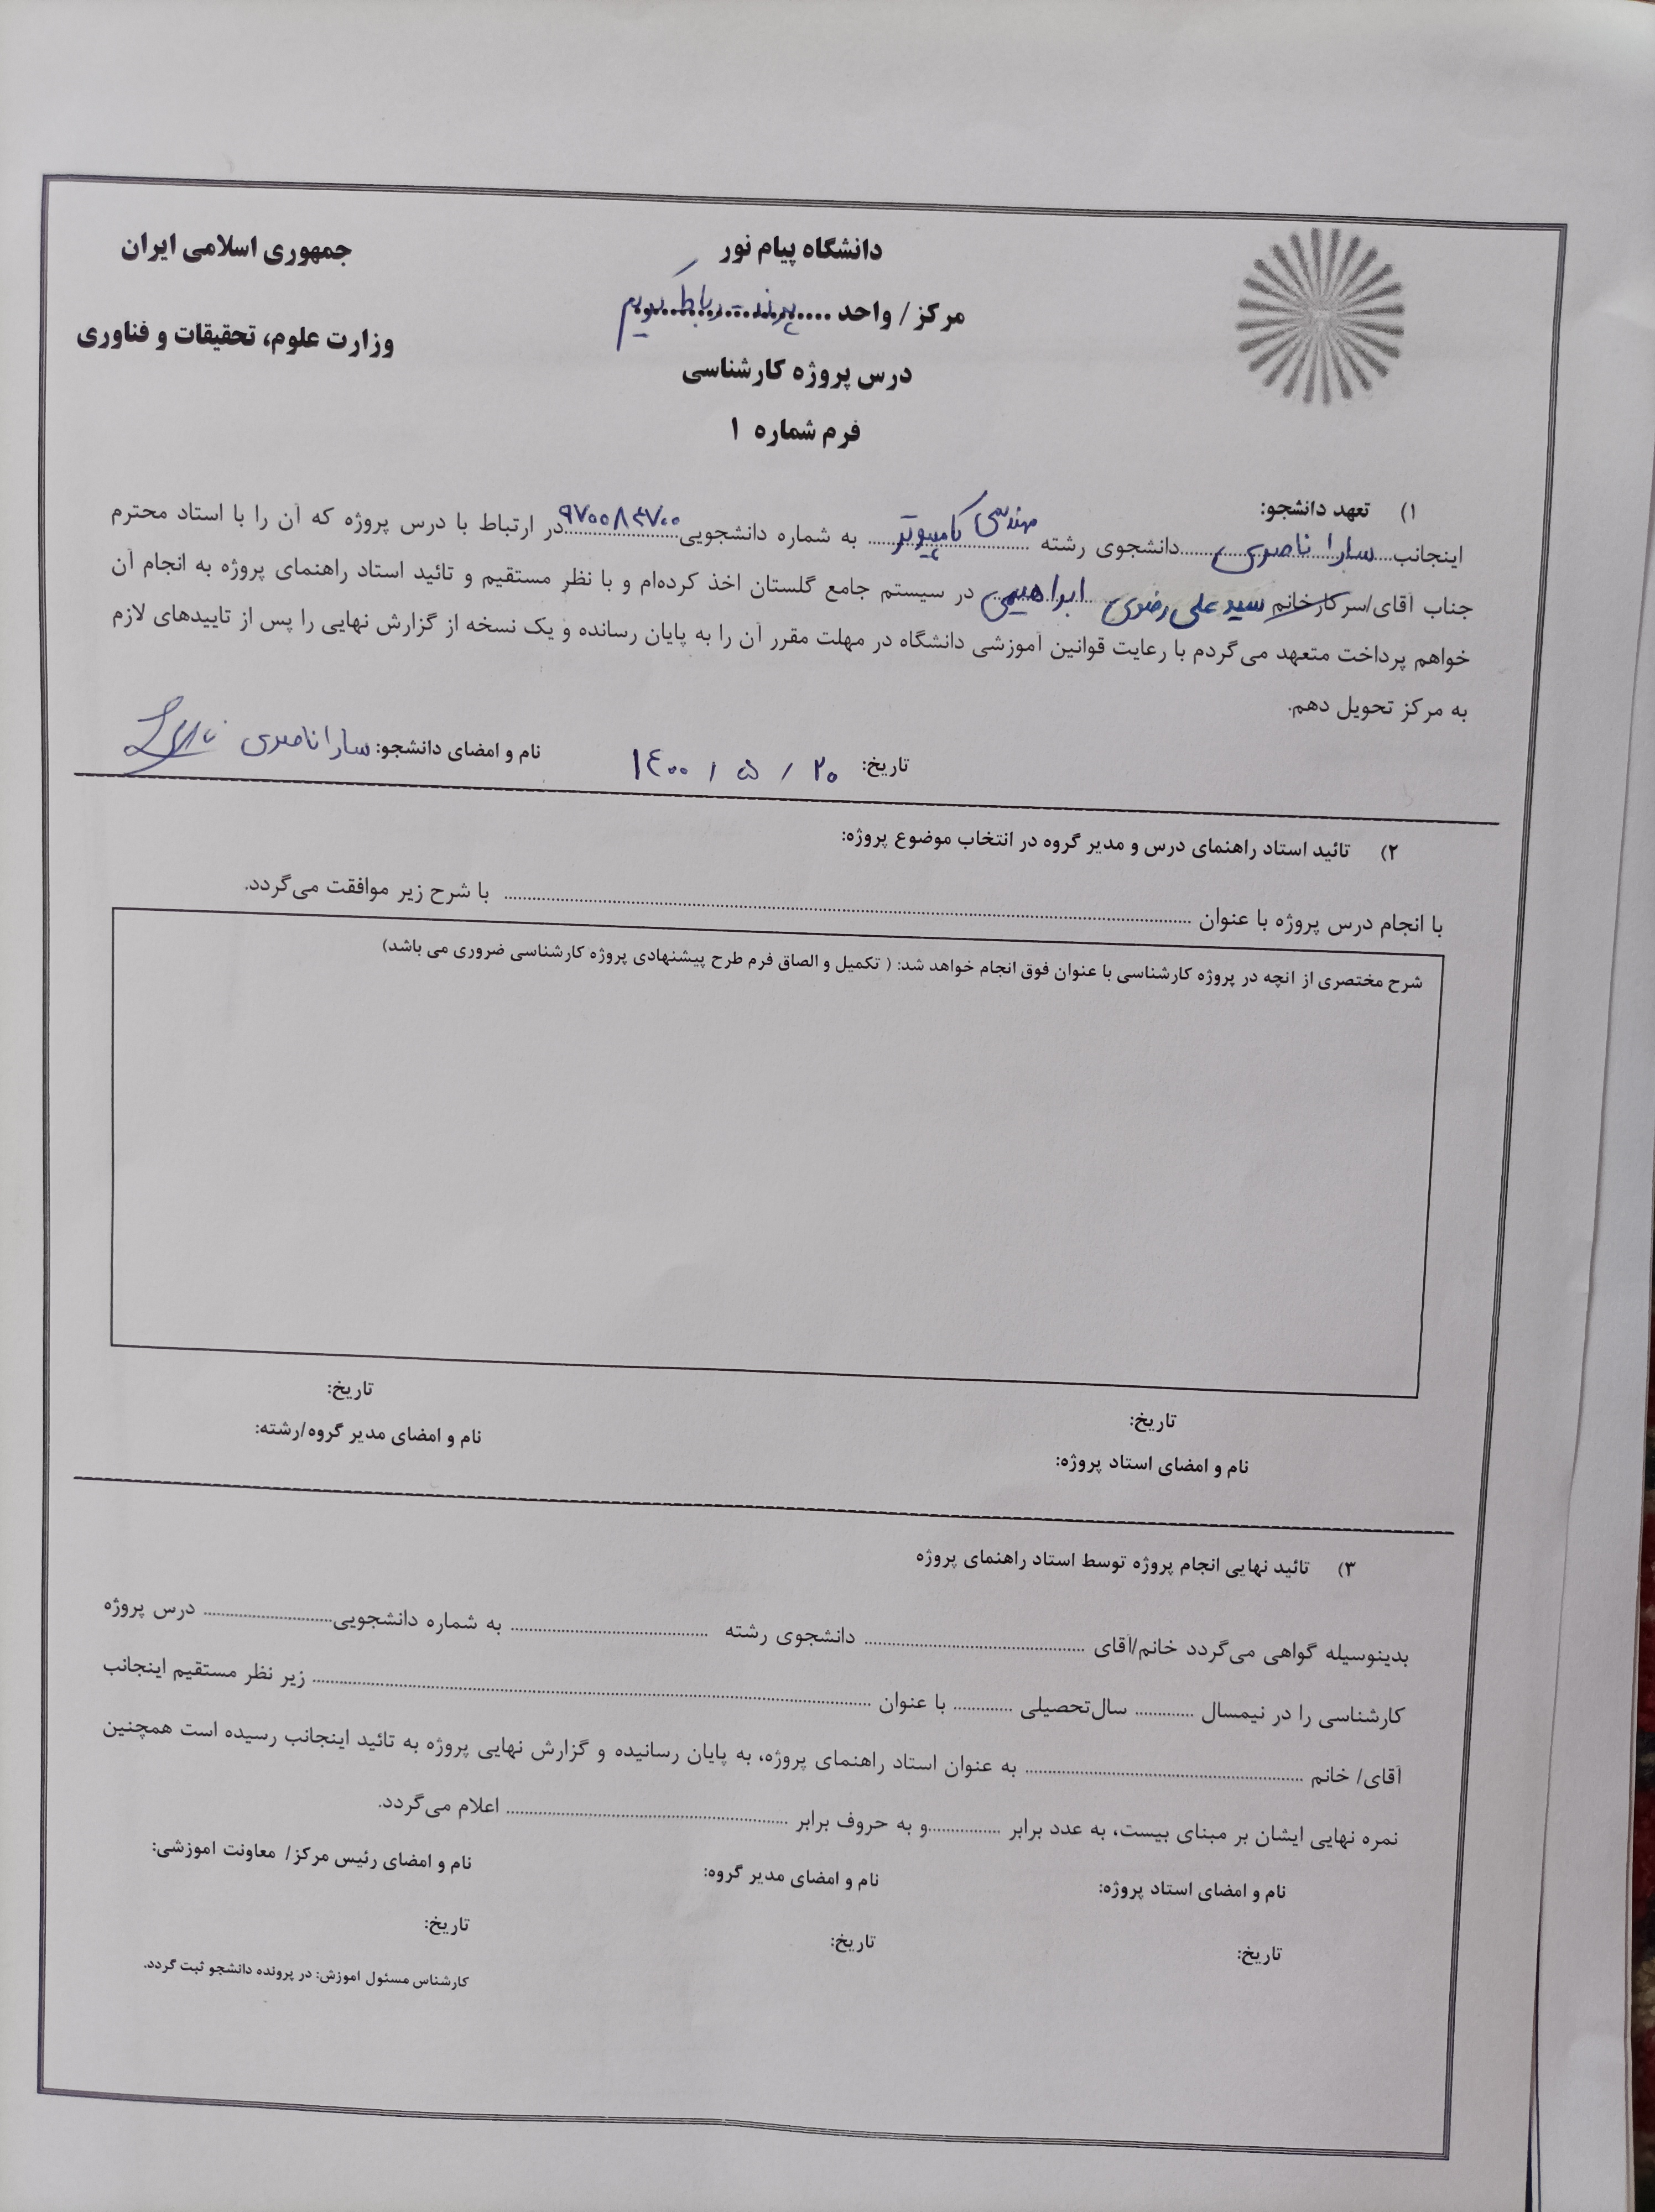 جمهوری اسلامی ایران
وزارت علوم، تحقیقات و فناوری
دانشگاه پیام نور
مرکز / واحد .... پرند - رباط کریم
درس پروژه کارشناسی
فرم شماره ۱
۱) تعهد دانشجو:
اینجانب سارا ناصری دانشجوی رشته مهندسی کامپیوتر به شماره دانشجویی در ارتباط با درس پروژه که آن را با استاد محترم
جناب آقای/سرکارخانم سید علی رضوی ابراهیمی در سیستم جامع گلستان اخذ کرده‌ام و با نظر مستقیم و تائید استاد راهنمای پروژه به انجام آن
خواهم پرداخت متعهد می‌گردم با رعایت قوانین آموزشی دانشگاه در مهلت مقرر آن را به پایان رسانده و یک نسخه از گزارش نهایی را پس از تاییدهای لازم
به مرکز تحویل دهم.
تاریخ: ۲۰ / ۵ / ۱۴۰۰ نام و امضای دانشجو: سارا ناصری
۲) تائید استاد راهنمای درس و مدیر گروه در انتخاب موضوع پروژه:
با انجام درس پروژه با عنوان .................... با شرح زیر موافقت می‌گردد.
شرح مختصری از انچه در پروژه کارشناسی با عنوان فوق انجام خواهد شد: ( تکمیل و الصاق فرم طرح پیشنهادی پروژه کارشناسی ضروری می باشد)
تاریخ: تاریخ:
نام و امضای استاد پروژه: نام و امضای مدیر گروه/رشته:
۳) تائید نهایی انجام پروژه توسط استاد راهنمای پروژه
بدینوسیله گواهی می‌گردد خانم/آقای .................... دانشجوی رشته .................... به شماره دانشجویی.................... درس پروژه
کارشناسی را در نیمسال ............ سال‌تحصیلی ............ با عنوان .................... زیر نظر مستقیم اینجانب
آقای/ خانم .................... به عنوان استاد راهنمای پروژه، به پایان رسانیده و گزارش نهایی پروژه به تائید اینجانب رسیده است همچنین
نمره نهایی ایشان بر مبنای بیست، به عدد برابر ...............و به حروف برابر .................... اعلام می‌گردد.
نام و امضای استاد پروژه: نام و امضای مدیر گروه: نام و امضای رئیس مرکز/ معاونت اموزشی:
تاریخ: تاریخ: تاریخ:
کارشناس مسئول اموزش: در پرونده دانشجو ثبت گردد.